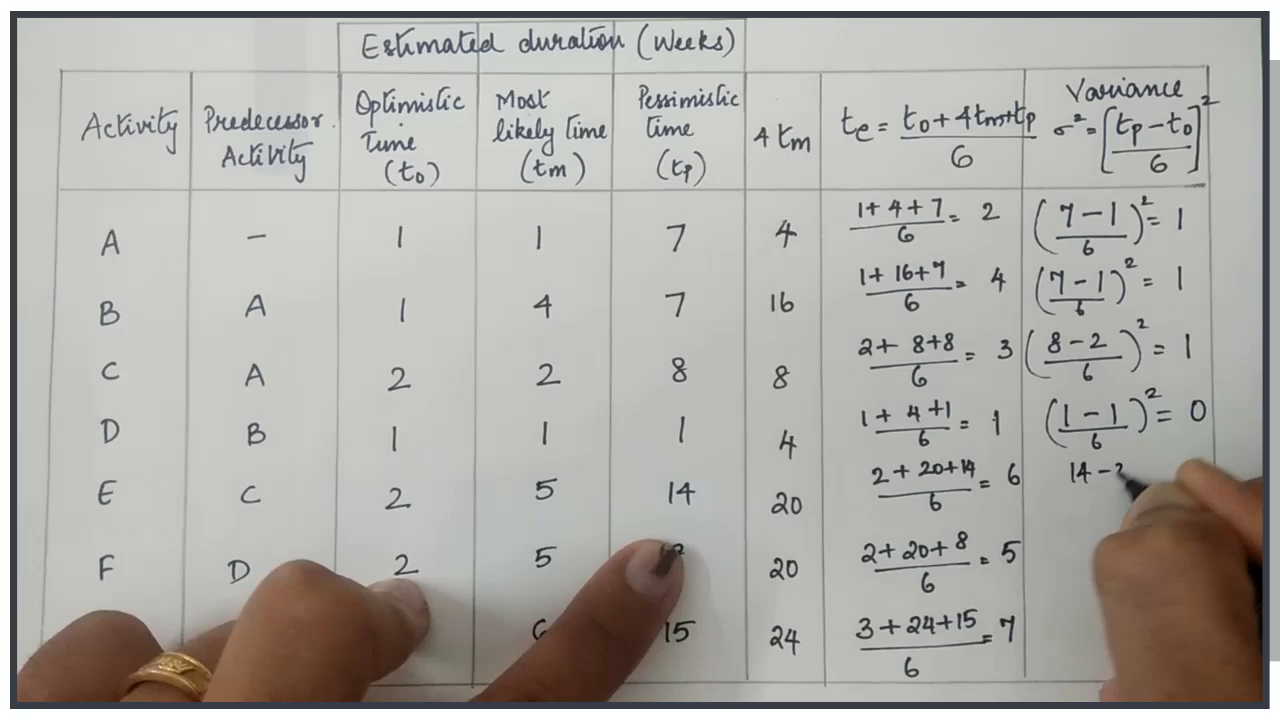 Estimated duration (Weeks)
Activity Predecessor Activity Optimistic Time (to) Most likely Time (tm) Pessimistic time (tp) 4 tm te = to + 4tm + tp / 6 Variance σ² = [tp - to / 6]²
A - 1 1 7 4 1 + 4 + 7 / 6 = 2 (7 - 1 / 6)² = 1
B A 1 4 7 16 1 + 16 + 7 / 6 = 4 (7 - 1 / 6)² = 1
C A 2 2 8 8 2 + 8 + 8 / 6 = 3 (8 - 2 / 6)² = 1
D B 1 1 1 4 1 + 4 + 1 / 6 = 1 (1 - 1 / 6)² = 0
E C 2 5 14 20 2 + 20 + 14 / 6 = 6 14 -
F D 2 5 20 2 + 20 + 8 / 6 = 5
15 24 3 + 24 + 15 / 6 = 7